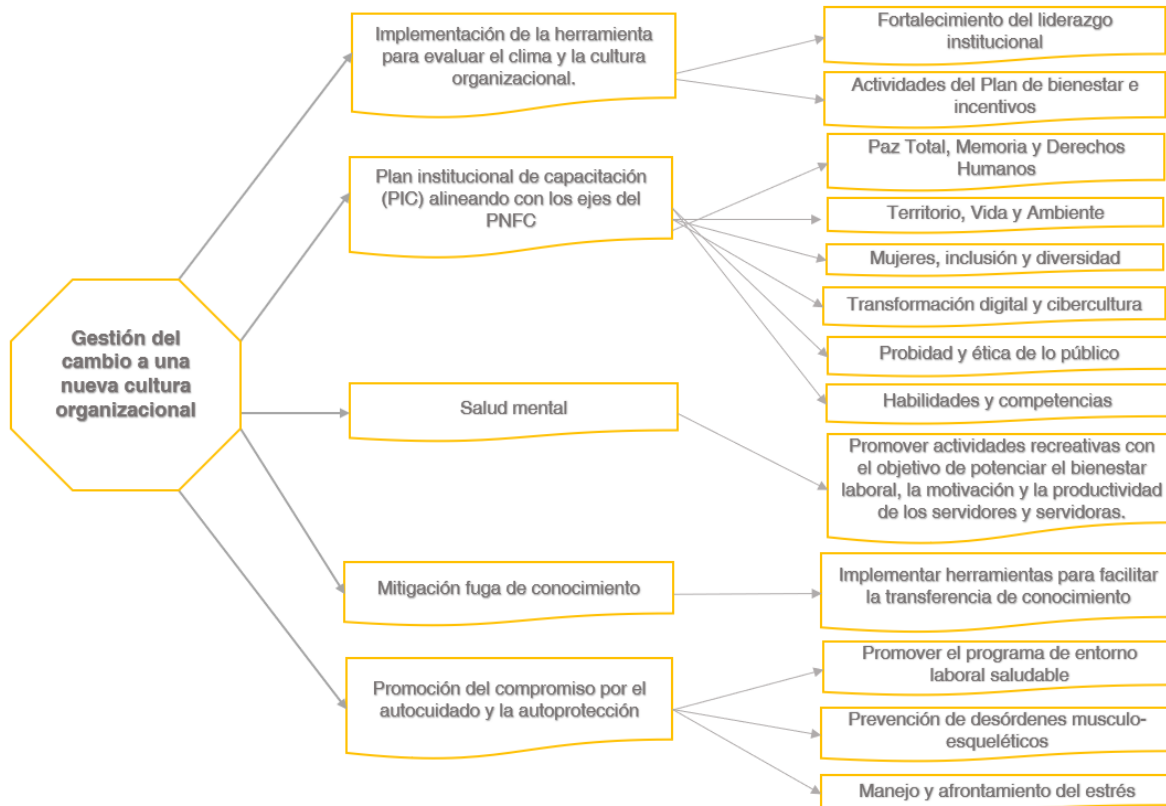 Gestión del
cambio a una
nueva cultura
organizacional
Implementación de la herramienta
para evaluar el clima y la cultura
organizacional.
Fortalecimiento del liderazgo
institucional
Actividades del Plan de bienestar e
incentivos
Plan institucional de capacitación
(PIC) alineando con los ejes del
PNFC
Paz Total, Memoria y Derechos
Humanos
Territorio, Vida y Ambiente
Mujeres, inclusión y diversidad
Transformación digital y cibercultura
Probidad y ética de lo público
Habilidades y competencias
Salud mental
Promover actividades recreativas con
el objetivo de potenciar el bienestar
laboral, la motivación y la productividad
de los servidores y servidoras.
Mitigación fuga de conocimiento
Implementar herramientas para facilitar
la transferencia de conocimiento
Promoción del compromiso por el
autocuidado y la autoprotección
Promover el programa de entorno
laboral saludable
Prevención de desórdenes musculo-
esqueléticos
Manejo y afrontamiento del estrés